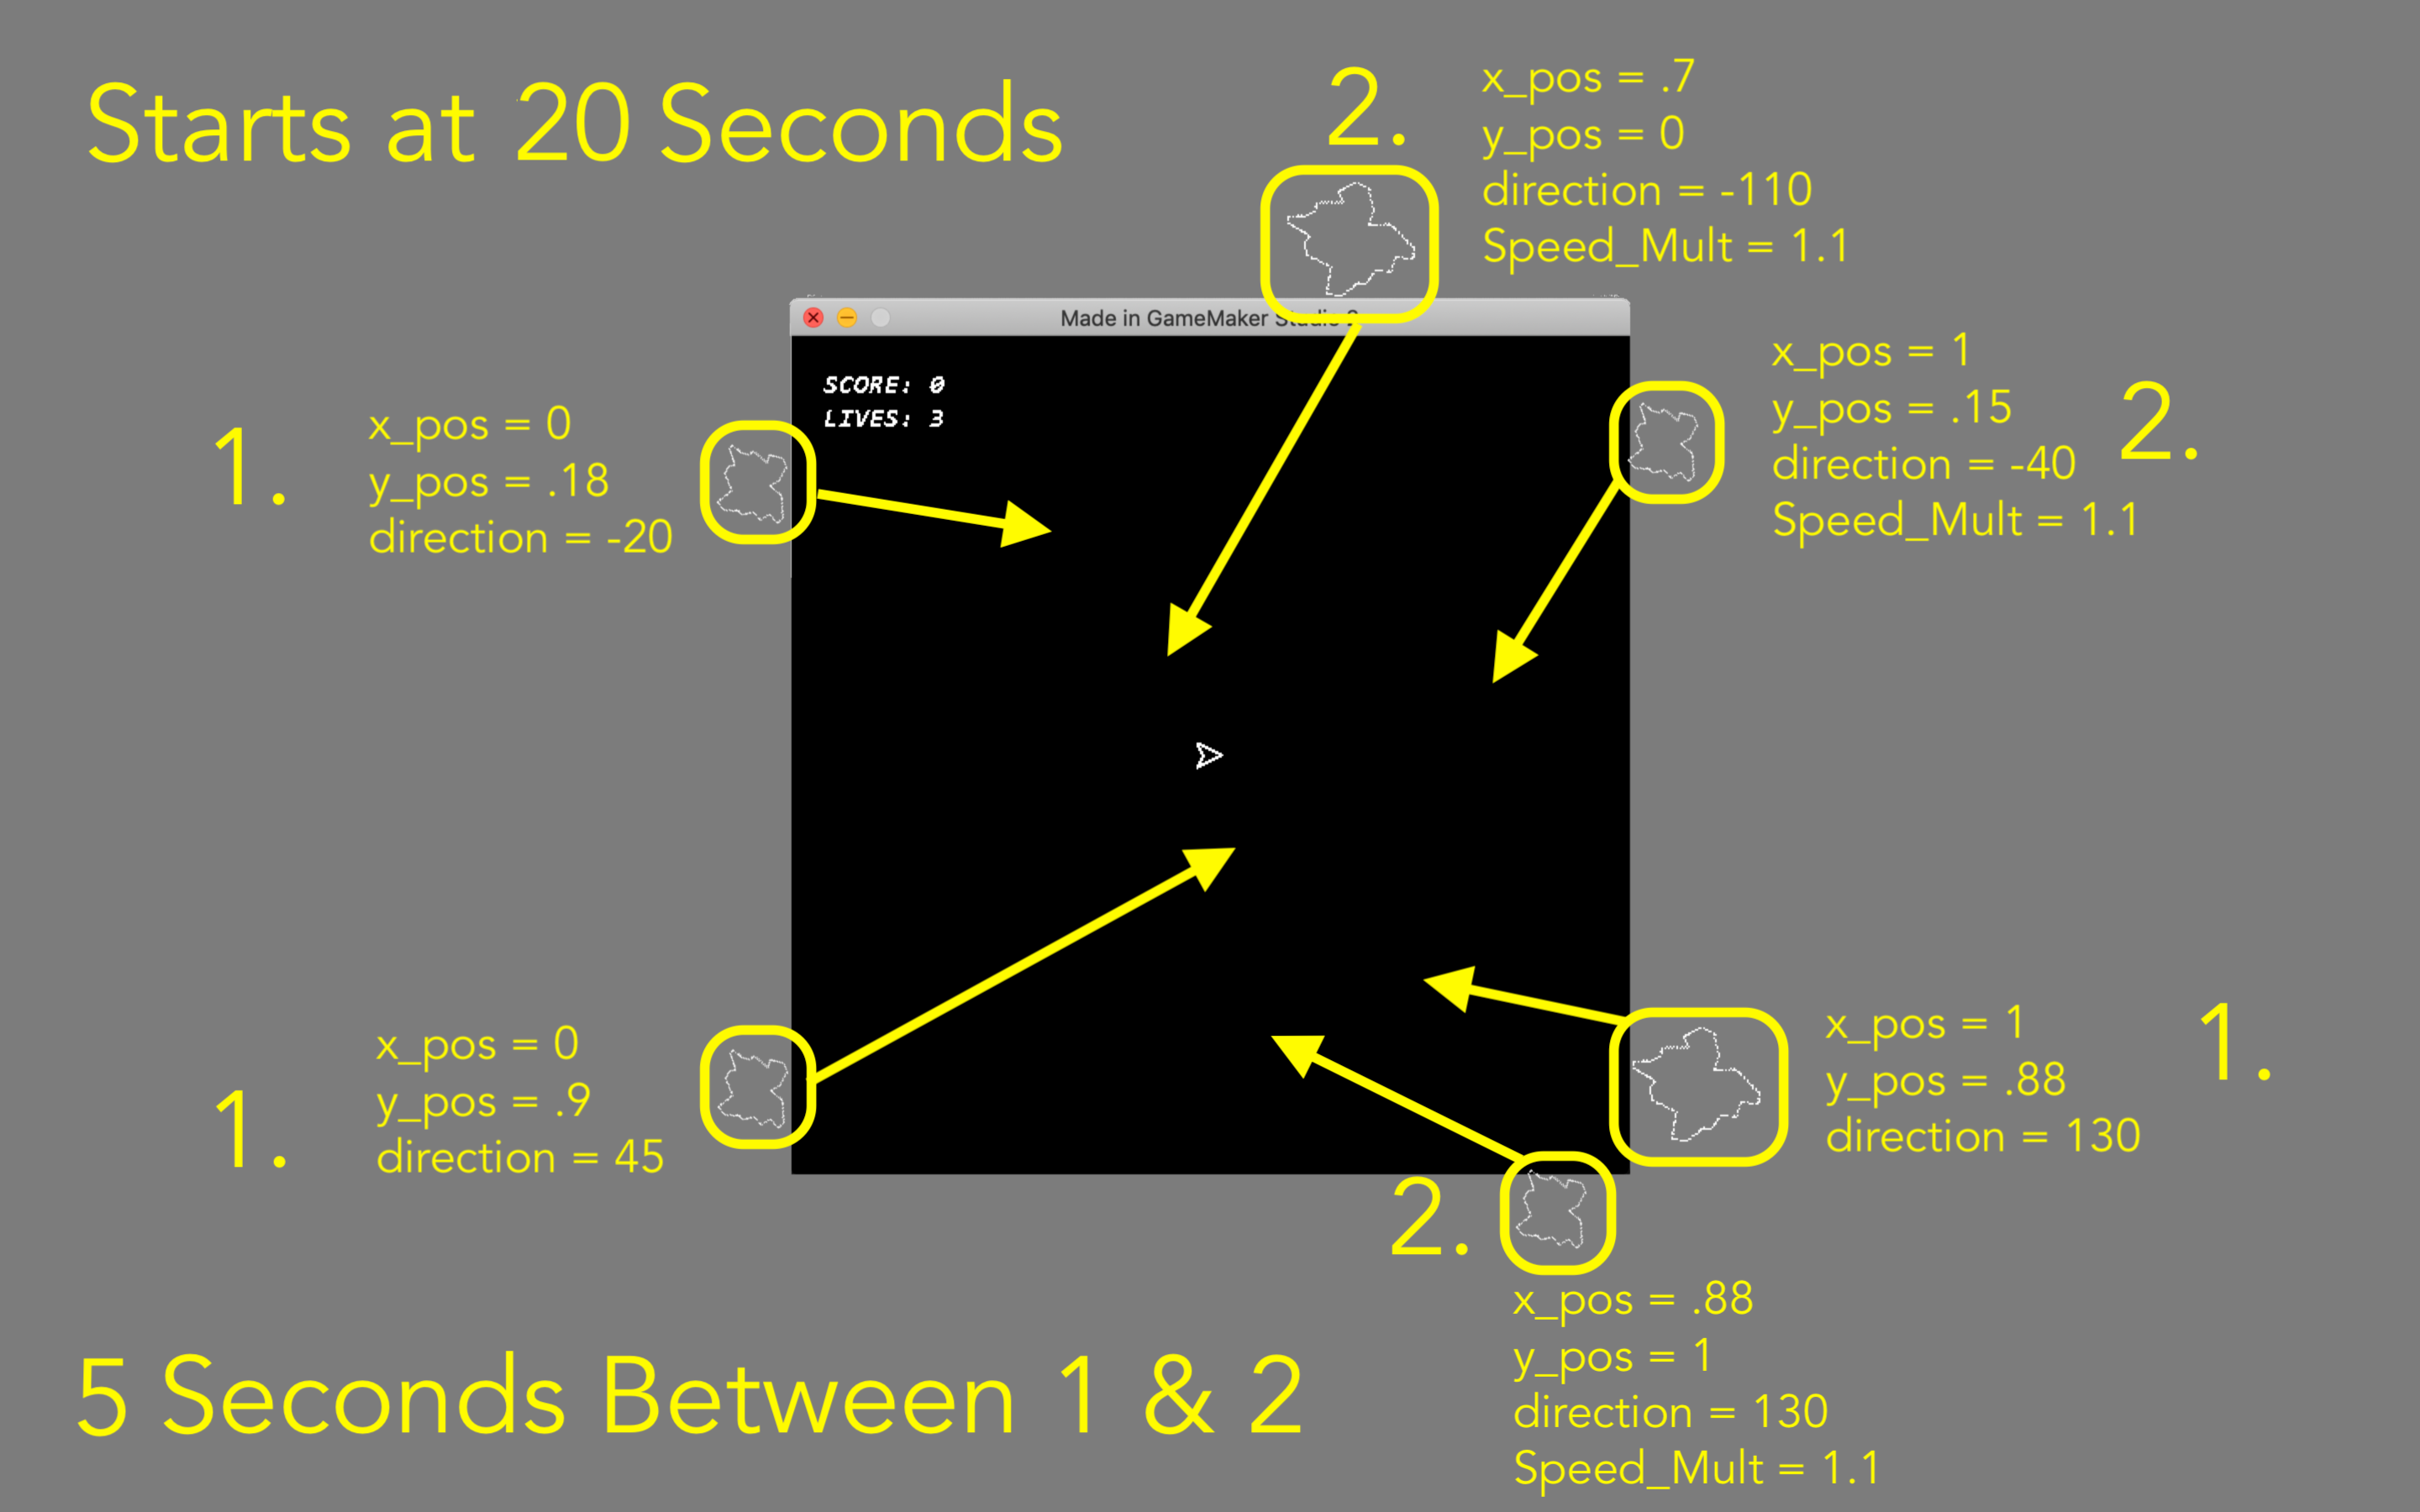 Starts at 20 Seconds
2.
x_pos = .7
y_pos = 0
direction = -110
Speed_Mult = 1.1
Made in GameMaker Studio 2
SCORE: 0
LIVES: 3
1.
x_pos = 0
y_pos = .18
direction = -20
x_pos = 1
y_pos = .15
direction = -40
Speed_Mult = 1.1
2.
1.
x_pos = 0
y_pos = .9
direction = 45
x_pos = 1
y_pos = .88
direction = 130
1.
2.
x_pos = .88
y_pos = 1
direction = 130
Speed_Mult = 1.1
5 Seconds Between 1 & 2